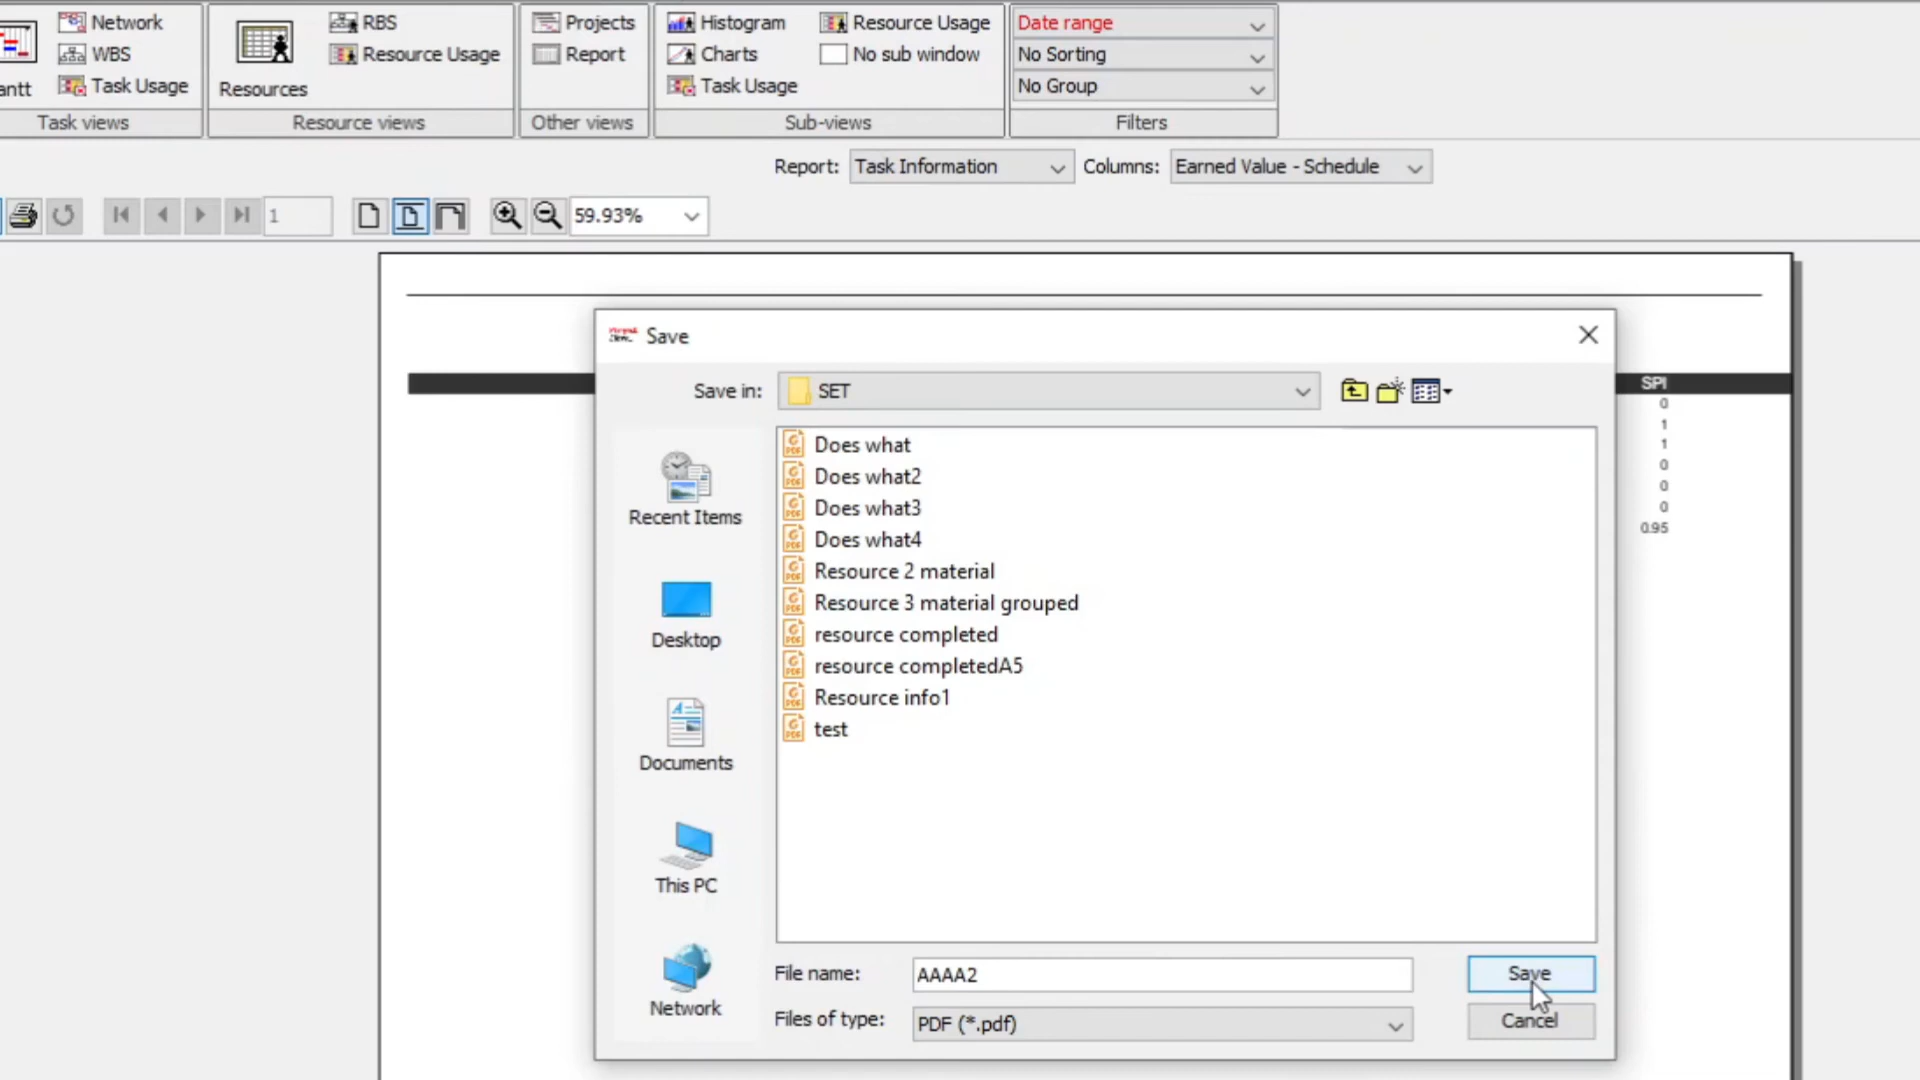 Network
WBS
antt
Task Usage
Task views
RBS
Resource Usage
Resources
Resource views
Projects
Report
Other views
Histogram
Resource Usage
Charts
No sub window
Task Usage
Sub-views
Date range
No Sorting
No Group
Filters
Report: Task Information Columns: Earned Value - Schedule
1
59.93%
Save
Save in: SET
Recent Items
Desktop
Documents
This PC
Network
Does what
Does what2
Does what3
Does what4
Resource 2 material
Resource 3 material grouped
resource completed
resource completedA5
Resource info1
test
File name: AAAA2
Save
Files of type: PDF (*.pdf)
Cancel
SPI
0
1
1
0
0
0
0.95